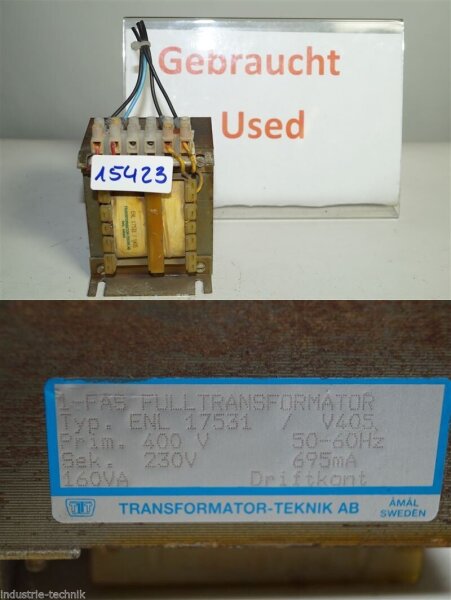 Gebraucht
Used
15423
1-FAS FULLTRANSFORMATOR
Typ. ENL 17531 / V405
Prim. 400 V 50-60Hz
Sek. 230V 695mA
160VA Driftkont
TT TRANSFORMATOR-TEKNIK AB ÅMÅL
SWEDEN
industrie-technik